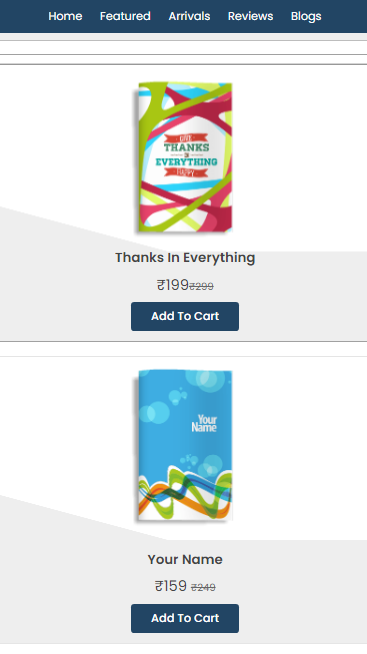 Home Featured Arrivals Reviews Blogs
GIVE
THANKS
IN
EVERYTHING
Thanks In Everything
₹199₹299
Add To Cart
Your
Name
Your Name
₹159 ₹249
Add To Cart